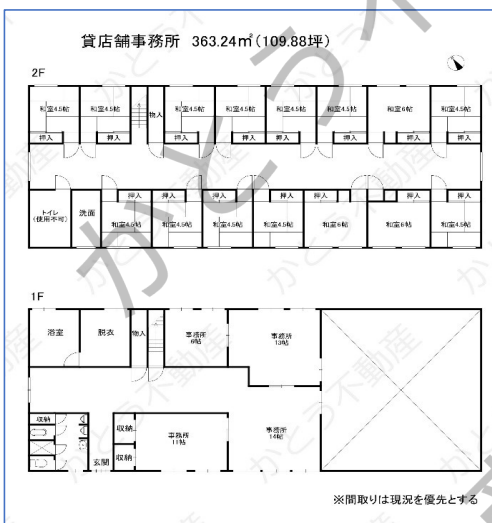 貸店舗事務所 363.24㎡(109.88坪)
2F
和室4.5帖 和室4.5帖 物入 和室4.5帖 和室4.5帖 和室4.5帖 和室4.5帖 和室6帖 和室4.5帖
押入 押入 押入 押入 押入 押入 押入 押入
押入 押入 押入 押入 押入 押入 押入
トイレ
(使用不可)
洗面 和室4.5帖 和室4.5帖 和室4.5帖 和室4.5帖 和室6帖 和室6帖 和室4.5帖
1F
浴室 脱衣 物入
事務所
6帖
事務所
13帖
収納
収納
収納
事務所
11帖
事務所
14帖
玄関
※間取りは現況を優先とする
かとう不動産